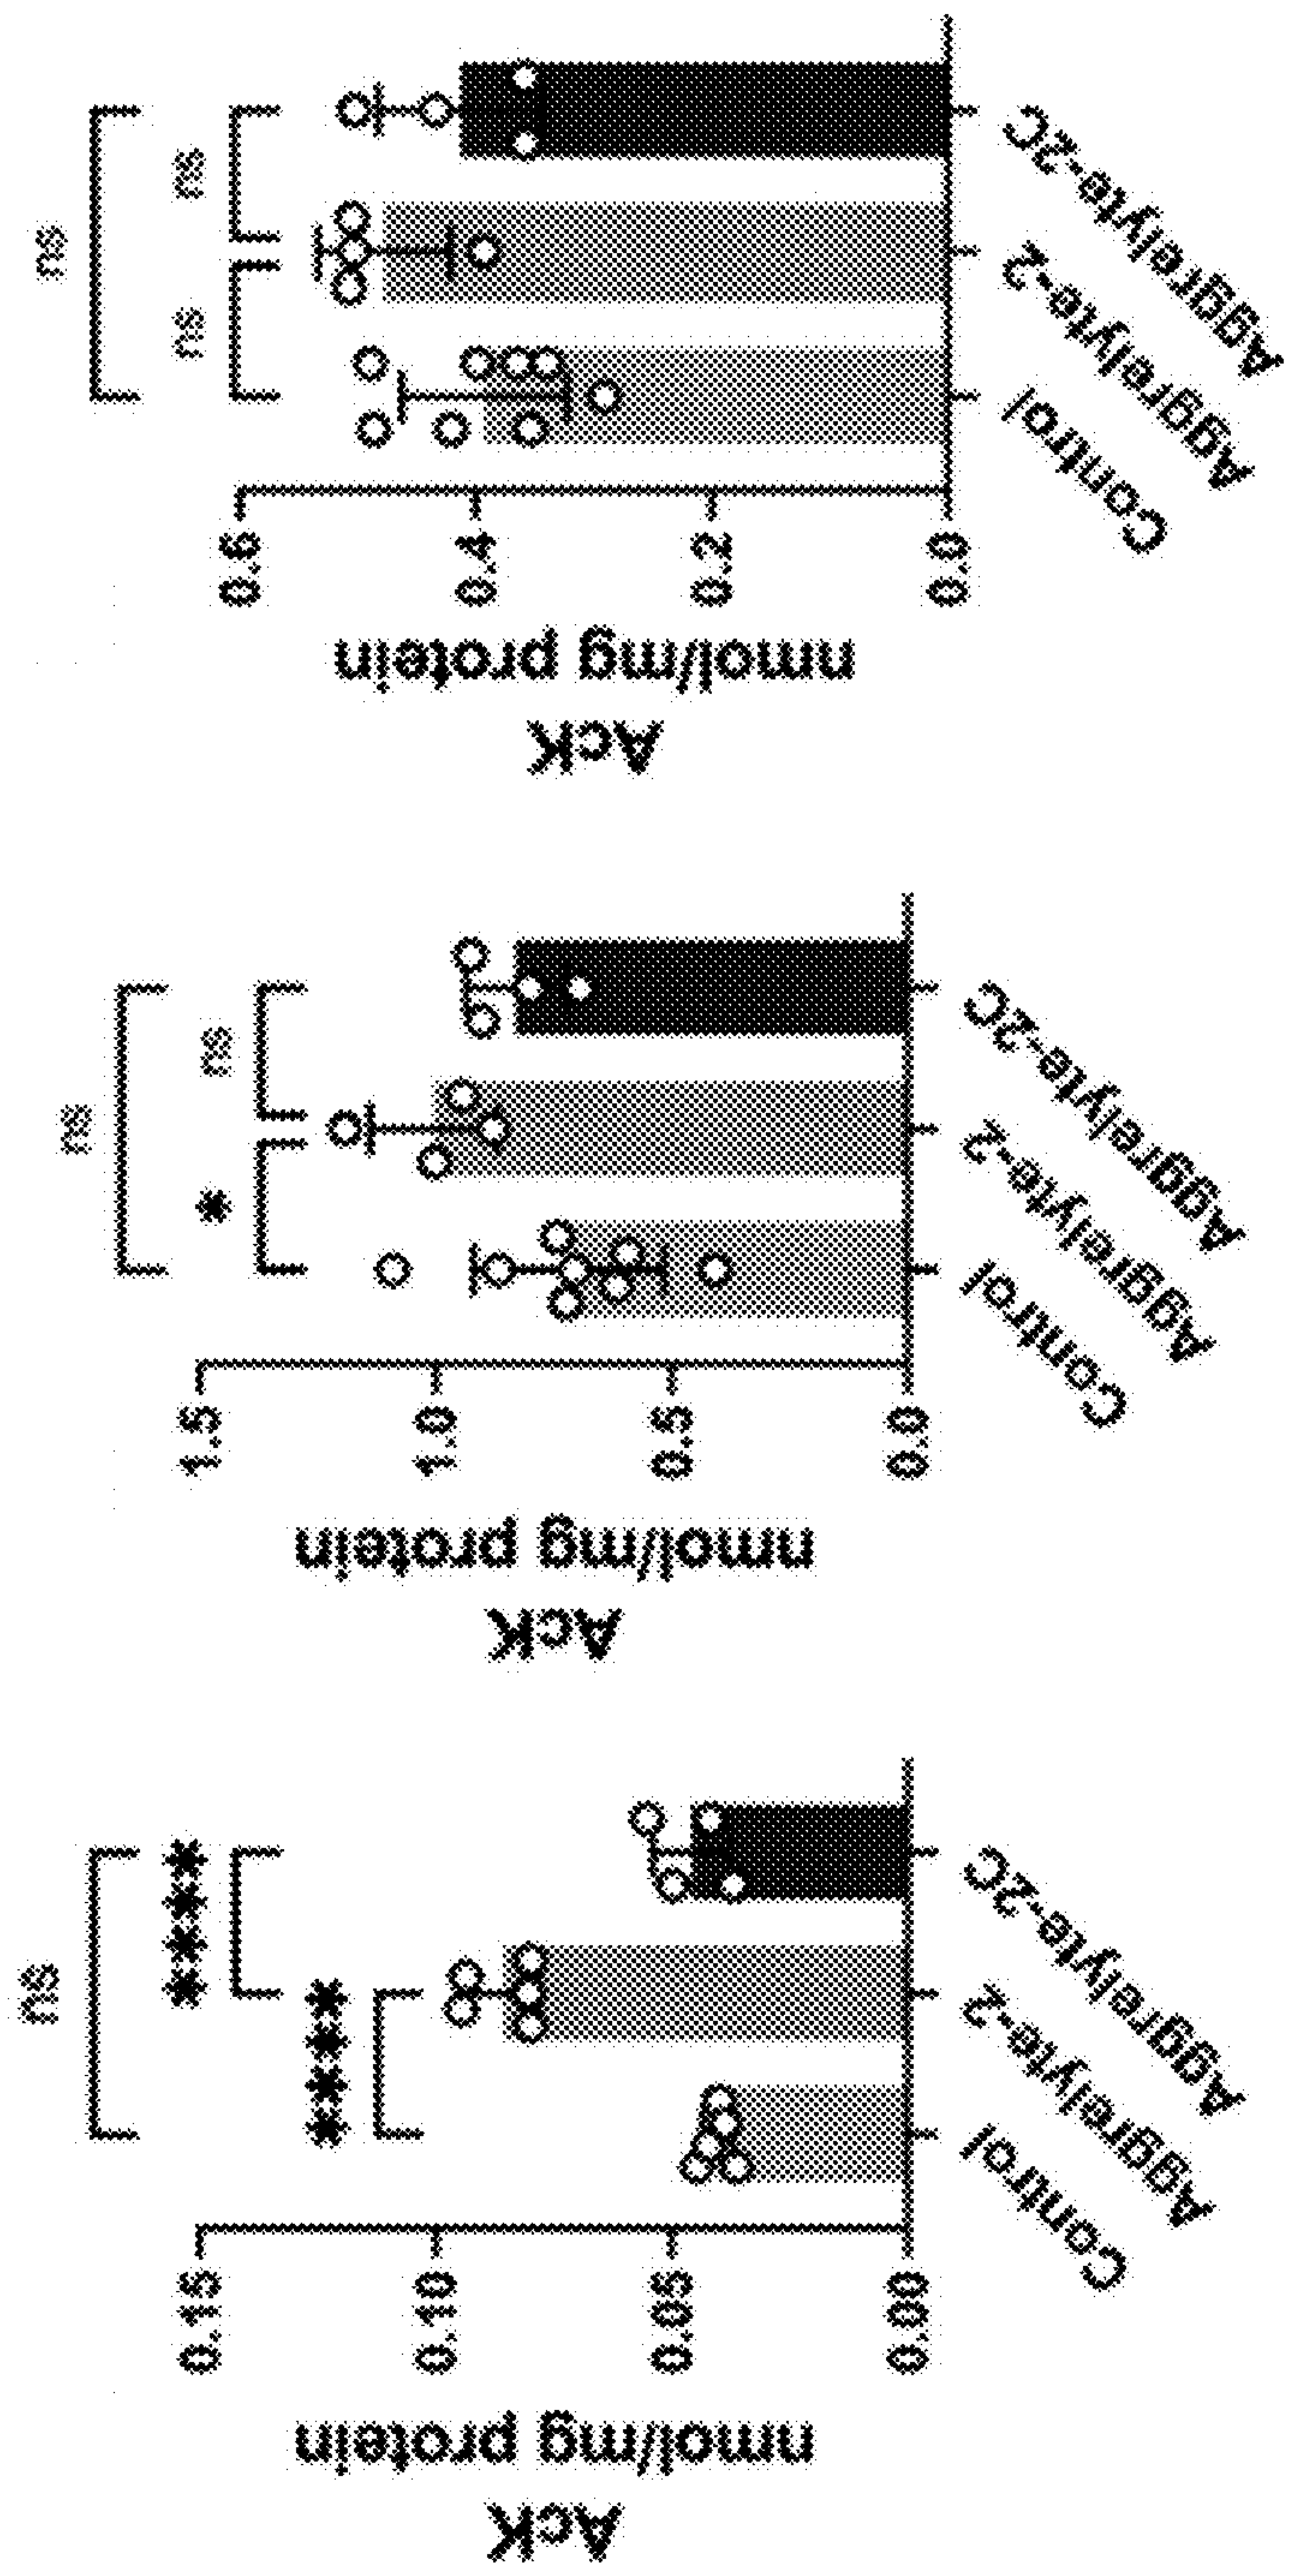 ns
ns
ns
0.6
0.4
0.2
0.0
AcK
nmol/mg protein
Control
Aggrelyte-2
Aggrelyte-2C
ns
*
ns
1.5
1.0
0.5
0.0
AcK
nmol/mg protein
Control
Aggrelyte-2
Aggrelyte-2C
ns
****
****
0.15
0.10
0.05
0.00
AcK
nmol/mg protein
Control
Aggrelyte-2
Aggrelyte-2C